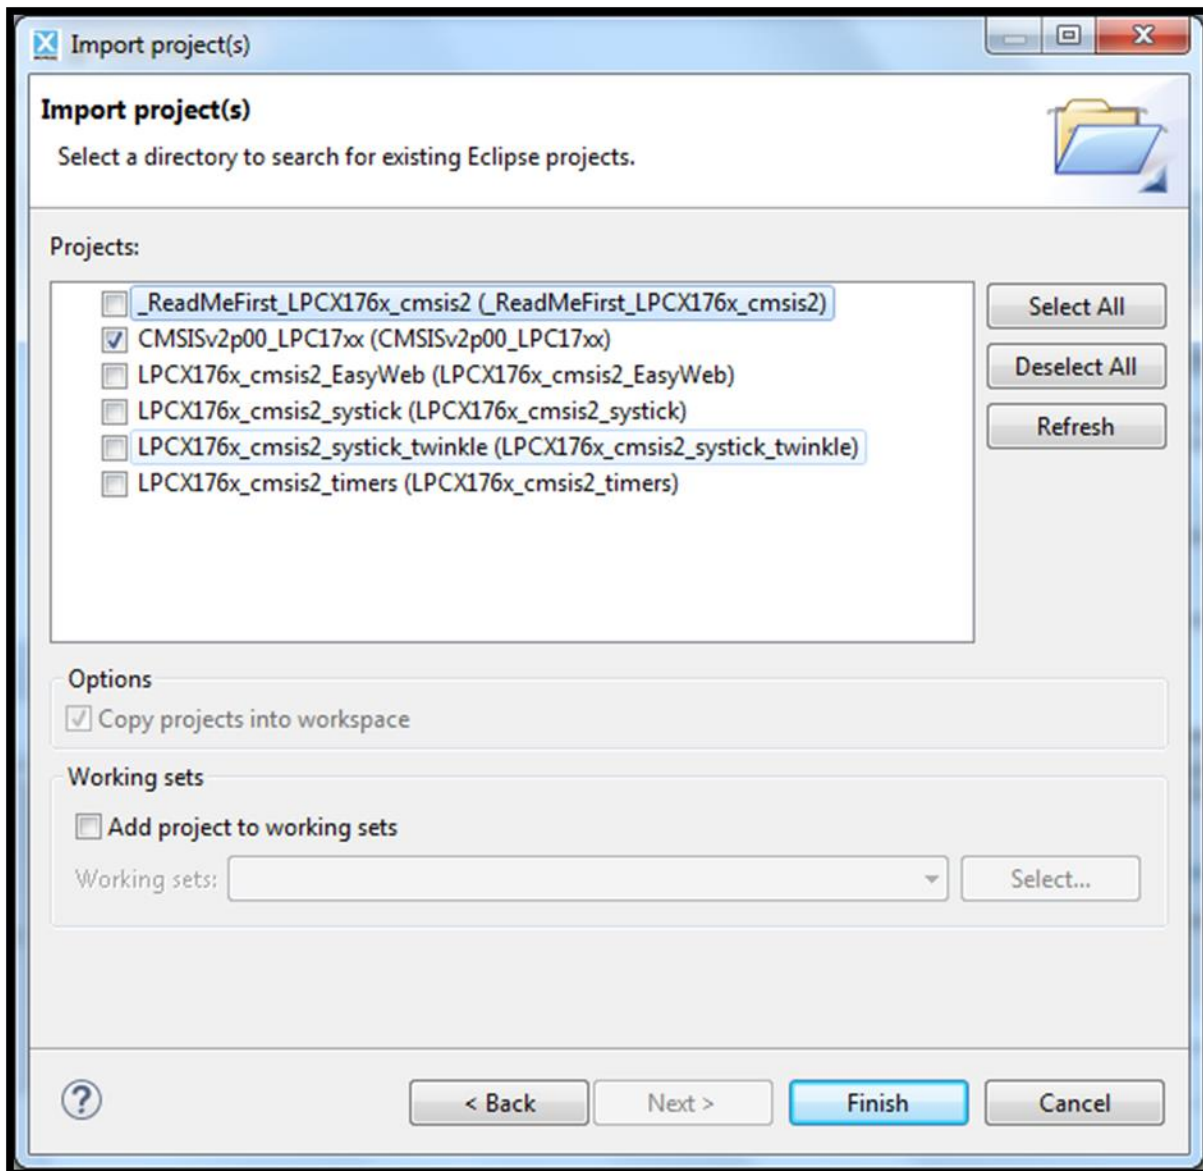 Import project(s)
Import project(s)
Select a directory to search for existing Eclipse projects.
Projects:
_ReadMeFirst_LPCX176x_cmsis2 (_ReadMeFirst_LPCX176x_cmsis2)
Select All
CMSISv2p00_LPC17xx (CMSISv2p00_LPC17xx)
LPCX176x_cmsis2_EasyWeb (LPCX176x_cmsis2_EasyWeb)
Deselect All
LPCX176x_cmsis2_systick (LPCX176x_cmsis2_systick)
Refresh
LPCX176x_cmsis2_systick_twinkle (LPCX176x_cmsis2_systick_twinkle)
LPCX176x_cmsis2_timers (LPCX176x_cmsis2_timers)
Options
Copy projects into workspace
Working sets
Add project to working sets
Working sets:
Select...
? < Back Next > Finish Cancel